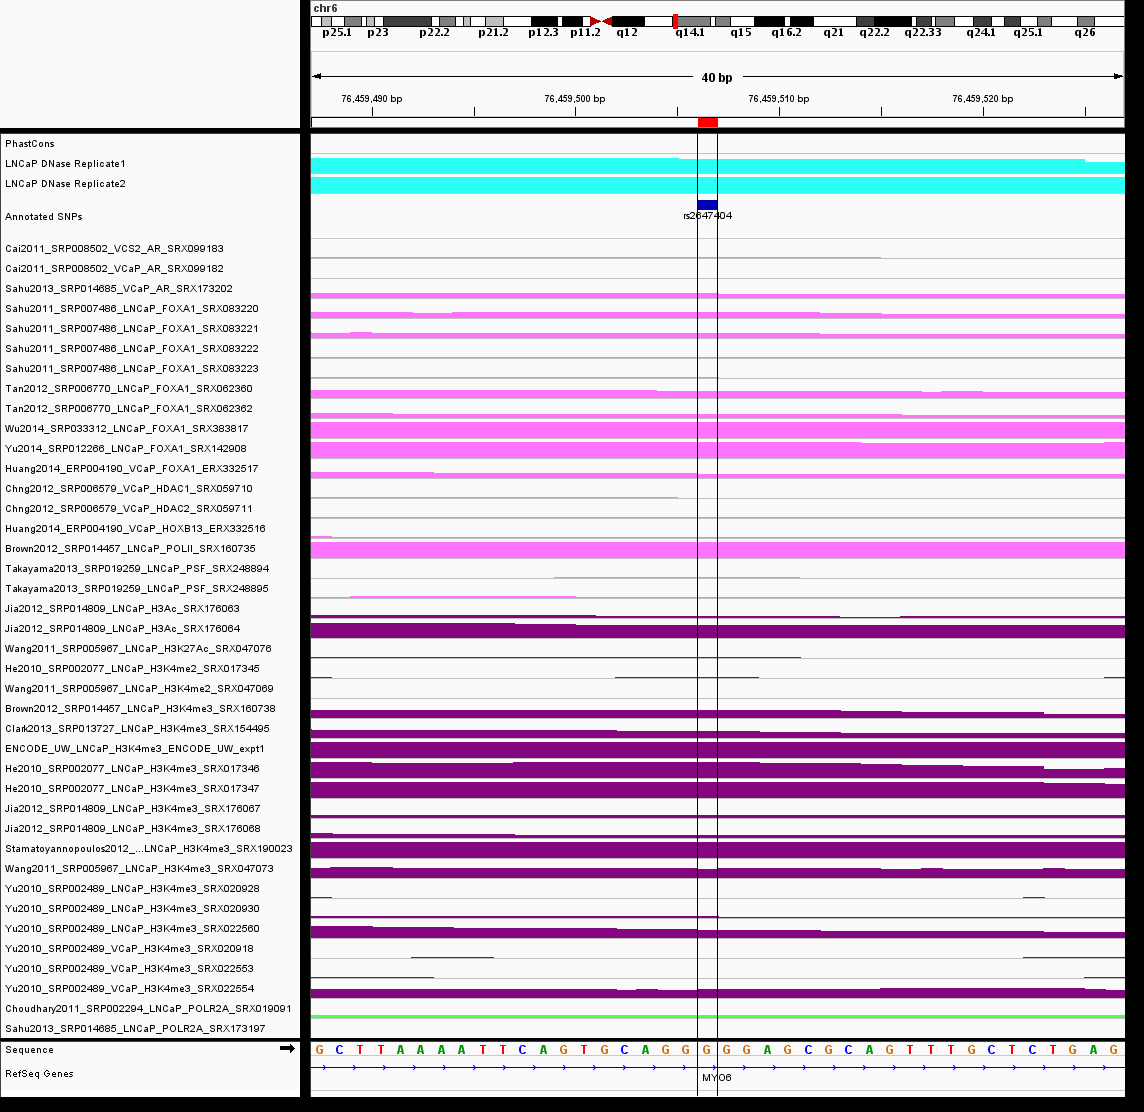 chr6
p25.1 p23 p22.2 p21.2 p12.3 p11.2 q12 q14.1 q15 q16.2 q21 q22.2 q22.33 q24.1 q25.1 q26
40 bp
76,459,490 bp 76,459,500 bp 76,459,510 bp 76,459,520 bp
PhastCons
LNCaP DNase Replicate1
LNCaP DNase Replicate2
Annotated SNPs
rs2647404
Cai2011_SRP008502_VCS2_AR_SRX099183
Cai2011_SRP008502_VCaP_AR_SRX099182
Sahu2013_SRP014685_VCaP_AR_SRX173202
Sahu2011_SRP007486_LNCaP_FOXA1_SRX083220
Sahu2011_SRP007486_LNCaP_FOXA1_SRX083221
Sahu2011_SRP007486_LNCaP_FOXA1_SRX083222
Sahu2011_SRP007486_LNCaP_FOXA1_SRX083223
Tan2012_SRP006770_LNCaP_FOXA1_SRX062360
Tan2012_SRP006770_LNCaP_FOXA1_SRX062362
Wu2014_SRP033312_LNCaP_FOXA1_SRX383817
Yu2014_SRP012266_LNCaP_FOXA1_SRX142908
Huang2014_ERP004190_VCaP_FOXA1_ERX332517
Chng2012_SRP006579_VCaP_HDAC1_SRX059710
Chng2012_SRP006579_VCaP_HDAC2_SRX059711
Huang2014_ERP004190_VCaP_HOXB13_ERX332516
Brown2012_SRP014457_LNCaP_POLII_SRX160735
Takayama2013_SRP019259_LNCaP_PSF_SRX248894
Takayama2013_SRP019259_LNCaP_PSF_SRX248895
Jia2012_SRP014809_LNCaP_H3Ac_SRX176063
Jia2012_SRP014809_LNCaP_H3Ac_SRX176064
Wang2011_SRP005967_LNCaP_H3K27Ac_SRX047076
He2010_SRP002077_LNCaP_H3K4me2_SRX017345
Wang2011_SRP005967_LNCaP_H3K4me2_SRX047069
Brown2012_SRP014457_LNCaP_H3K4me3_SRX160738
Clark2013_SRP013727_LNCaP_H3K4me3_SRX154495
ENCODE_UW_LNCaP_H3K4me3_ENCODE_UW_expt1
He2010_SRP002077_LNCaP_H3K4me3_SRX017346
He2010_SRP002077_LNCaP_H3K4me3_SRX017347
Jia2012_SRP014809_LNCaP_H3K4me3_SRX176067
Jia2012_SRP014809_LNCaP_H3K4me3_SRX176068
Stamatoyannopoulos2012_...LNCaP_H3K4me3_SRX190023
Wang2011_SRP005967_LNCaP_H3K4me3_SRX047073
Yu2010_SRP002489_LNCaP_H3K4me3_SRX020928
Yu2010_SRP002489_LNCaP_H3K4me3_SRX020930
Yu2010_SRP002489_LNCaP_H3K4me3_SRX022560
Yu2010_SRP002489_VCaP_H3K4me3_SRX020918
Yu2010_SRP002489_VCaP_H3K4me3_SRX022553
Yu2010_SRP002489_VCaP_H3K4me3_SRX022554
Choudhary2011_SRP002294_LNCaP_POLR2A_SRX019091
Sahu2013_SRP014685_LNCaP_POLR2A_SRX173197
Sequence G C T T A A A A T T C A G T G C A G G G G G A G C G C A G T T T G C T C T G A G
RefSeq Genes
MYO6